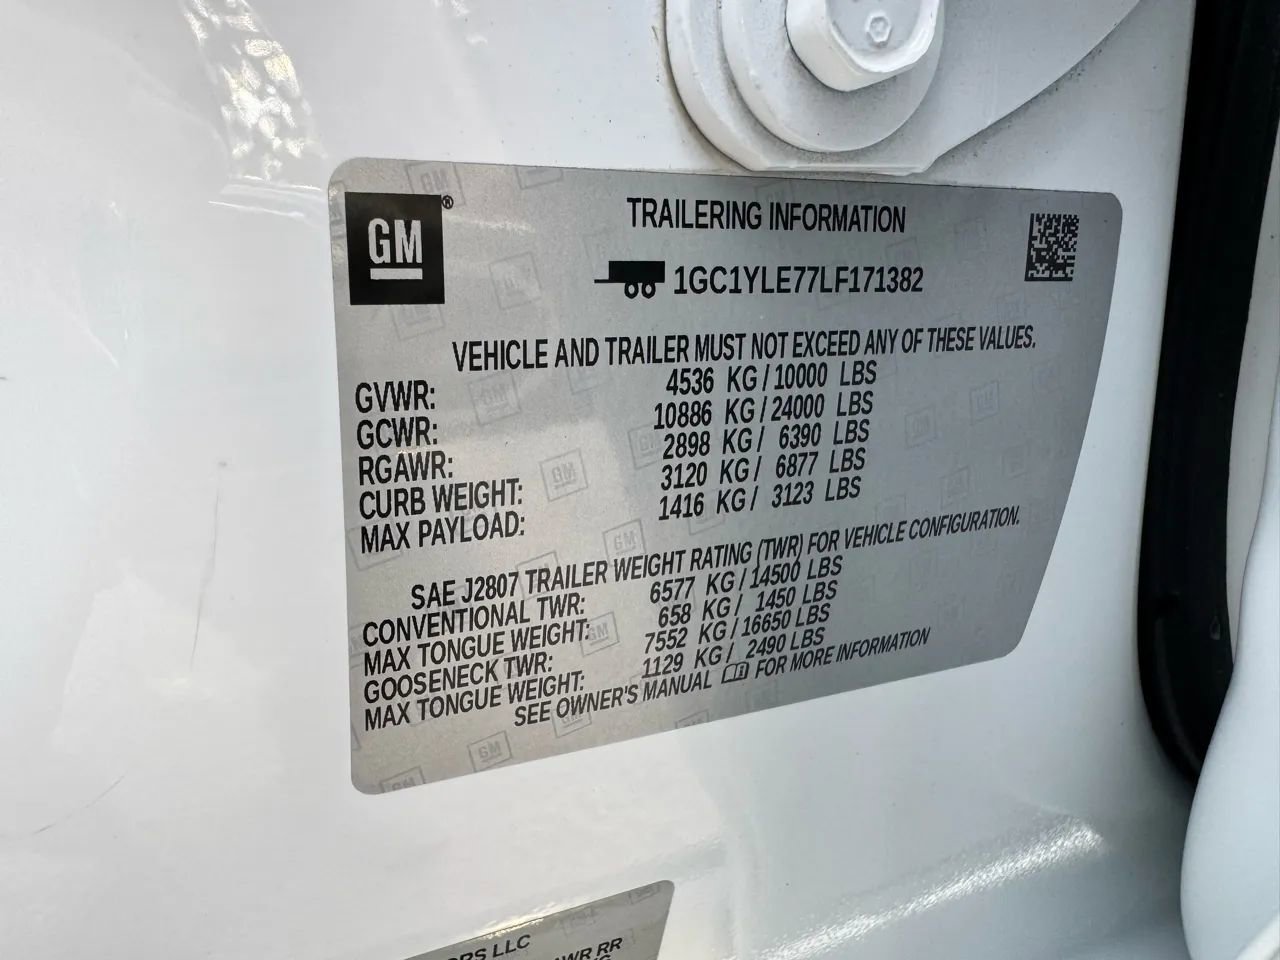 GM®
TRAILERING INFORMATION
1GC1YLE77LF171382
VEHICLE AND TRAILER MUST NOT EXCEED ANY OF THESE VALUES.
GVWR: 4536 KG / 10000 LBS
GCWR: 10886 KG / 24000 LBS
RGAWR: 2898 KG / 6390 LBS
CURB WEIGHT: 3120 KG / 6877 LBS
MAX PAYLOAD: 1416 KG / 3123 LBS
SAE J2807 TRAILER WEIGHT RATING (TWR) FOR VEHICLE CONFIGURATION.
CONVENTIONAL TWR: 6577 KG / 14500 LBS
MAX TONGUE WEIGHT: 658 KG / 1450 LBS
GOOSENECK TWR: 7552 KG / 16650 LBS
MAX TONGUE WEIGHT: 1129 KG / 2490 LBS
SEE OWNER'S MANUAL FOR MORE INFORMATION
ORS LLC
AWR RR